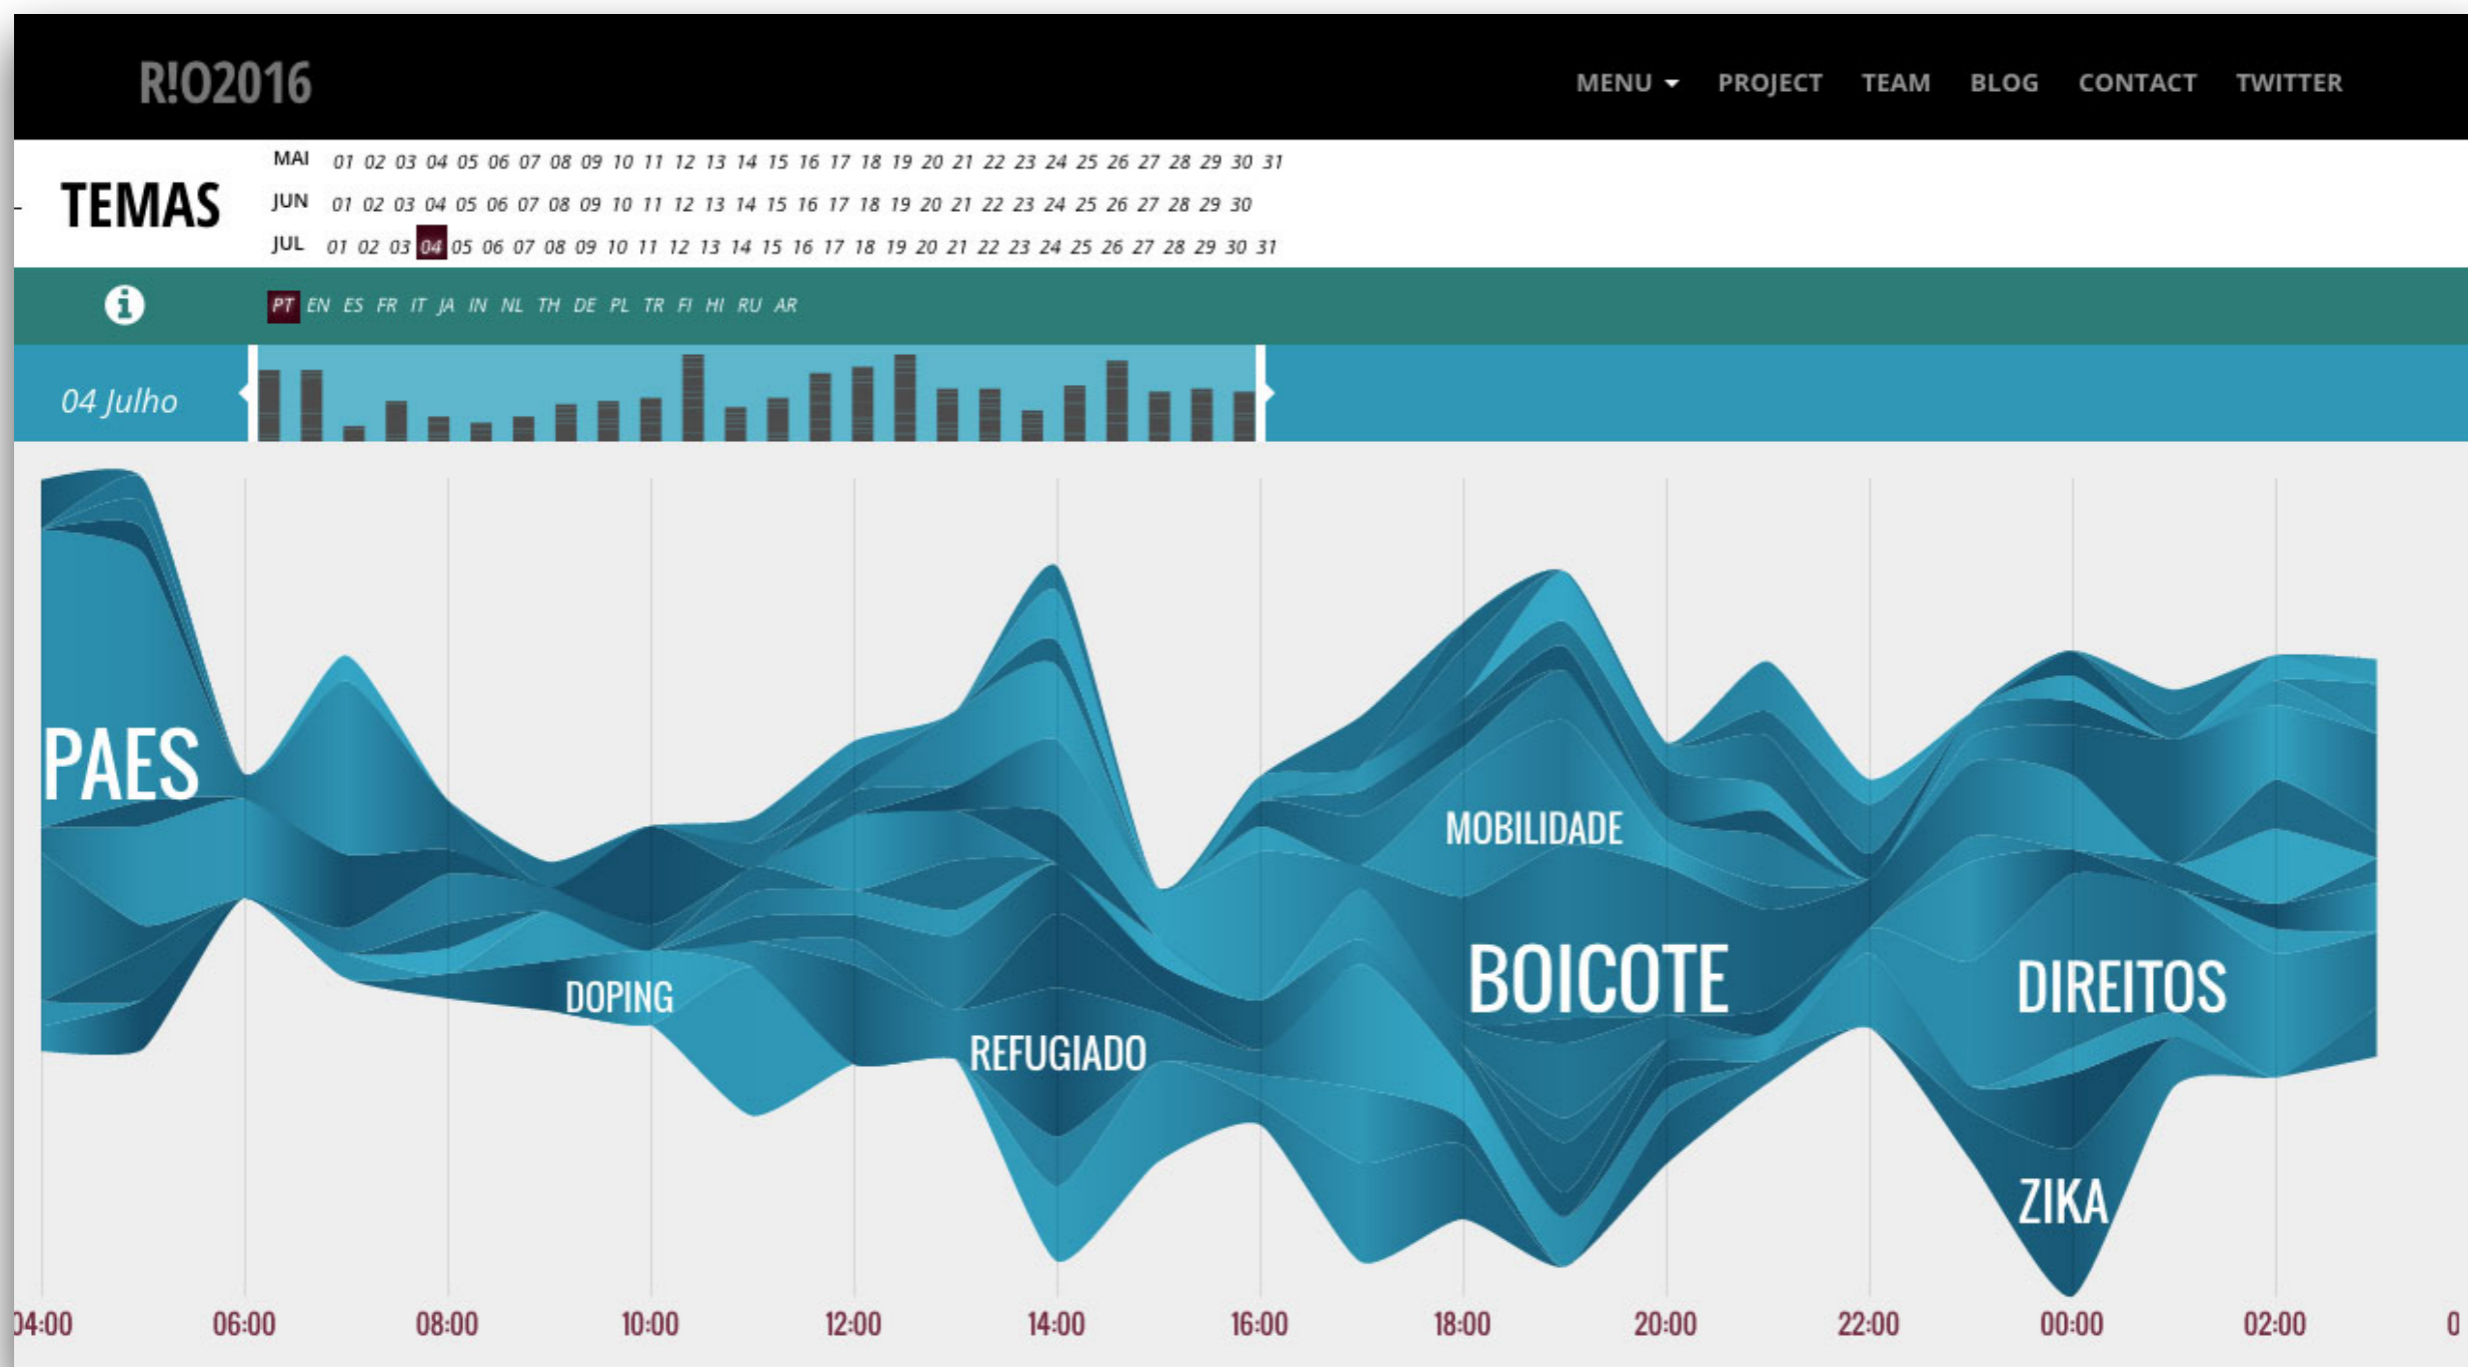 R!O2016
MENU PROJECT TEAM BLOG CONTACT TWITTER
TEMAS
MAI 01 02 03 04 05 06 07 08 09 10 11 12 13 14 15 16 17 18 19 20 21 22 23 24 25 26 27 28 29 30 31
JUN 01 02 03 04 05 06 07 08 09 10 11 12 13 14 15 16 17 18 19 20 21 22 23 24 25 26 27 28 29 30
JUL 01 02 03 04 05 06 07 08 09 10 11 12 13 14 15 16 17 18 19 20 21 22 23 24 25 26 27 28 29 30 31
PT EN ES FR IT JA IN NL TH DE PL TR FI HI RU AR
04 Julho
PAES
MOBILIDADE
BOICOTE
DOPING
DIREITOS
REFUGIADO
ZIKA
04:00 06:00 08:00 10:00 12:00 14:00 16:00 18:00 20:00 22:00 00:00 02:00 0